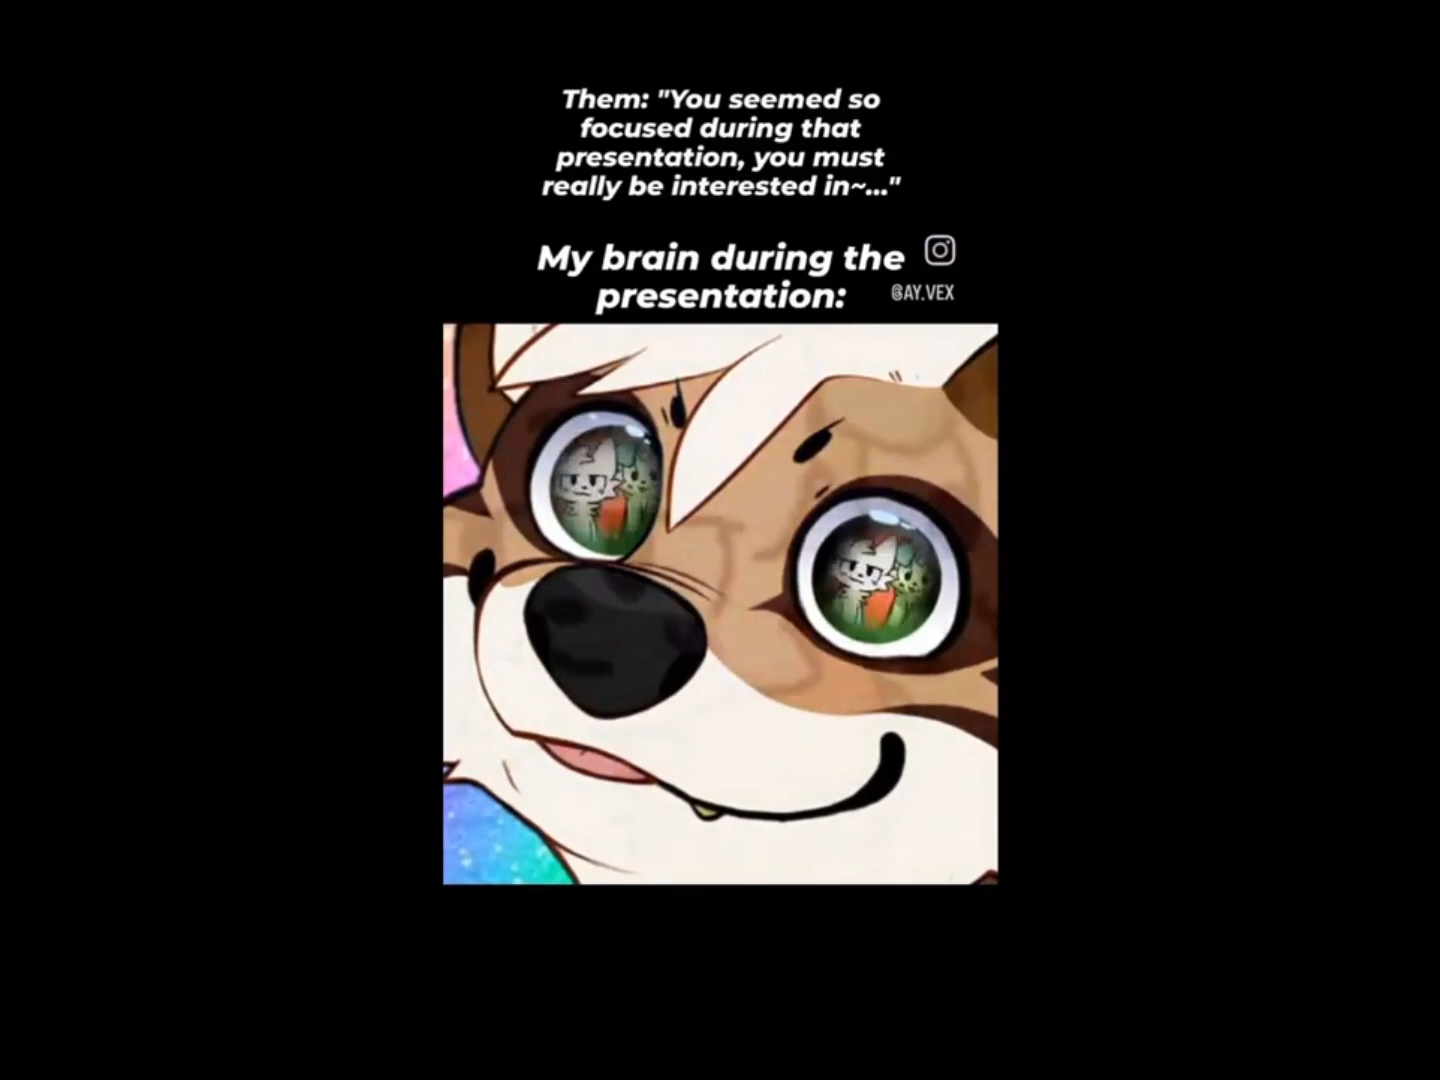 Them: "You seemed so
focused during that
presentation, you must
really be interested in~..."
My brain during the
presentation:
@AY.VEX